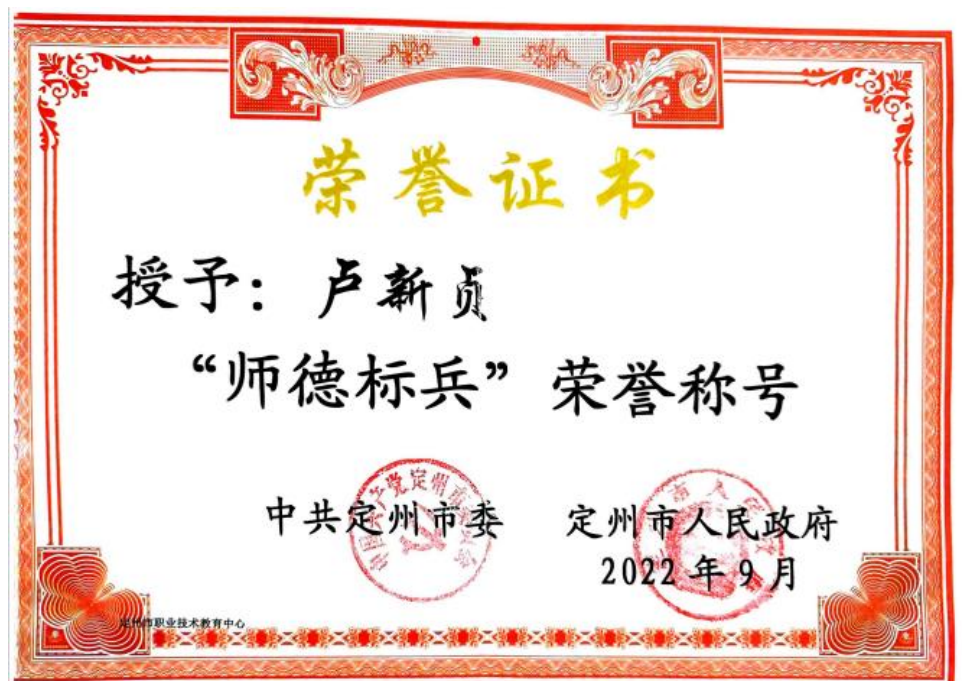 荣誉证书
授予：卢新贞
“师德标兵”荣誉称号
中共定州市委 定州市人民政府
2022年9月
定州市职业技术教育中心